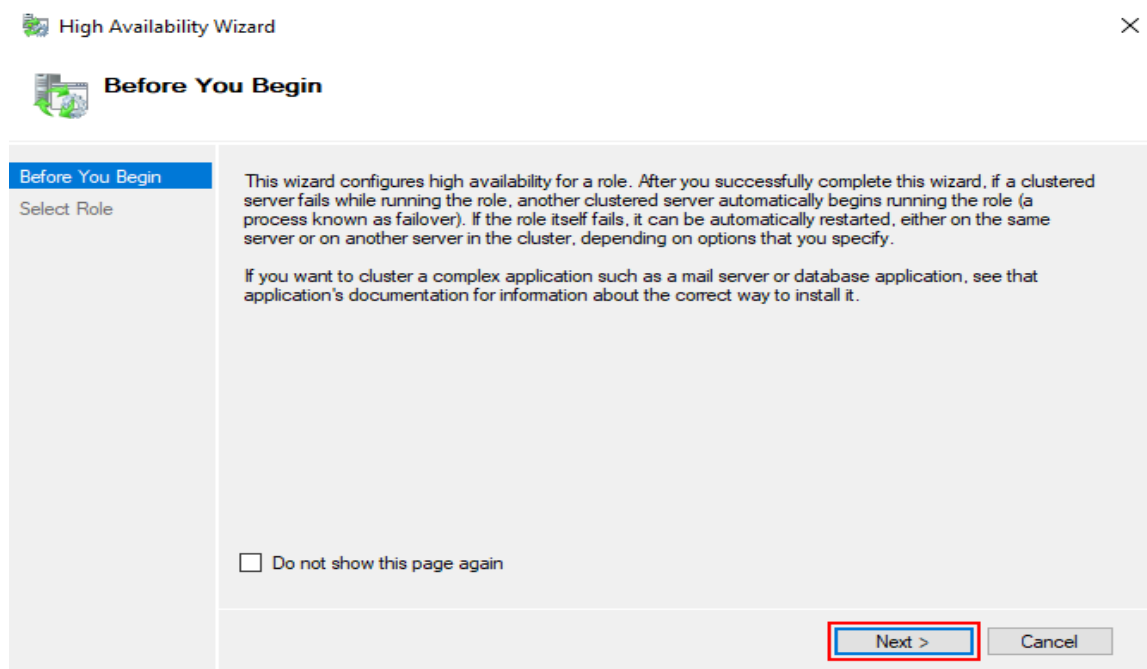 High Availability Wizard
Before You Begin
Before You Begin
Select Role
This wizard configures high availability for a role. After you successfully complete this wizard, if a clustered
server fails while running the role, another clustered server automatically begins running the role (a
process known as failover). If the role itself fails, it can be automatically restarted, either on the same
server or on another server in the cluster, depending on options that you specify.
If you want to cluster a complex application such as a mail server or database application, see that
application's documentation for information about the correct way to install it.
Do not show this page again
Next >
Cancel